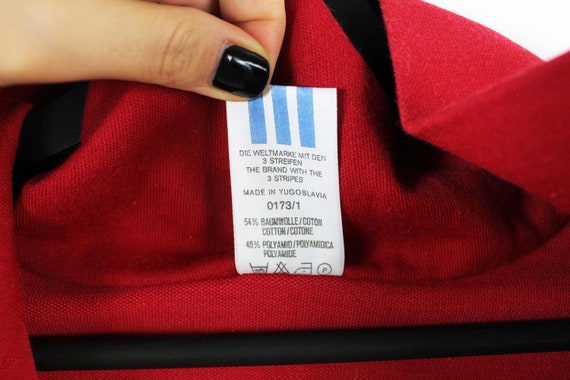 DIE WELTMARKE MIT DEN
3 STREIFEN
THE BRAND WITH THE
3 STRIPES
MADE IN YUGOSLAVIA
0173/1
54% BAUMWOLLE/COTON
COTTON/COTONE
46% POLYAMID/POLYAMIDICA
POLYAMIDE
P